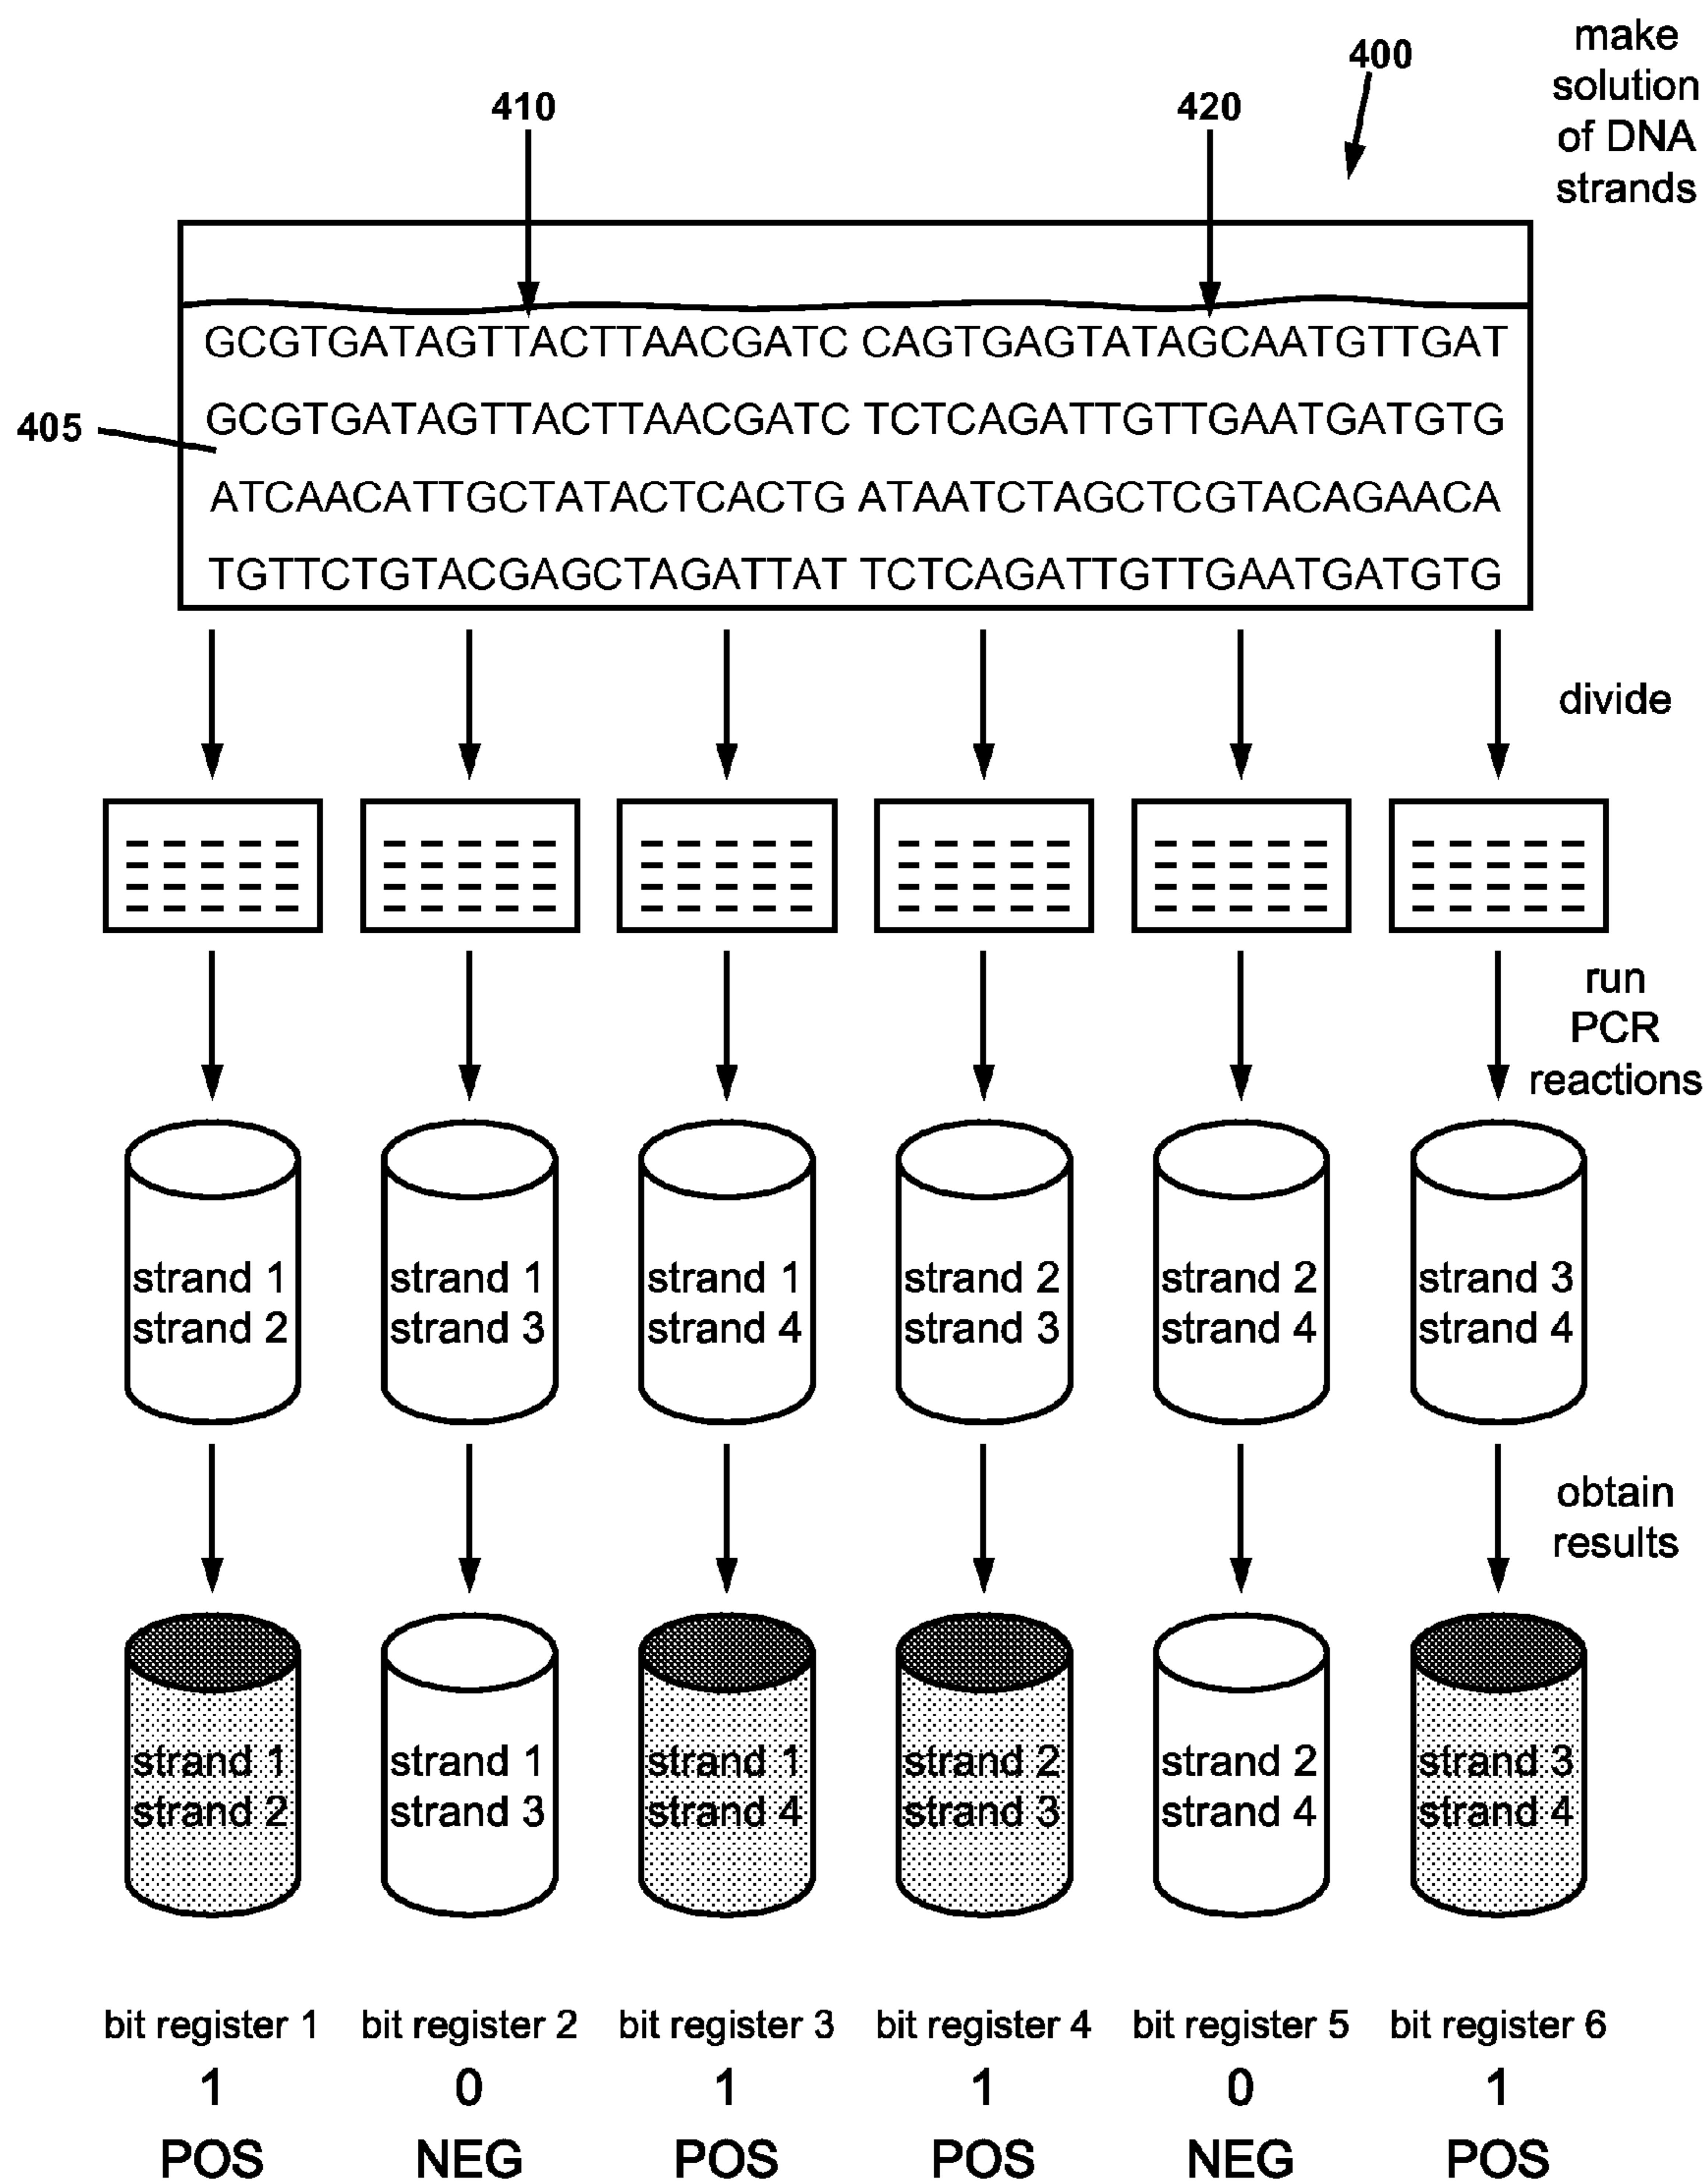 400
make
solution
of DNA
strands
410
420
GCGTGATAGTTACTTAACGATC CAGTGAGTATAGCAATGTTGAT
GCGTGATAGTTACTTAACGATC TCTCAGATTGTTGAATGATGTG
405
ATCAACATTGCTATACTCACTG ATAATCTAGCTCGTACAGAACA
TGTTCTGTACGAGCTAGATTAT TCTCAGATTGTTGAATGATGTG
divide
run
PCR
reactions
strand 1
strand 2
strand 1
strand 3
strand 1
strand 4
strand 2
strand 3
strand 2
strand 4
strand 3
strand 4
obtain
results
strand 1
strand 2
strand 1
strand 3
strand 1
strand 4
strand 2
strand 3
strand 2
strand 4
strand 3
strand 4
bit register 1 bit register 2 bit register 3 bit register 4 bit register 5 bit register 6
1 0 1 1 0 1
POS NEG POS POS NEG POS